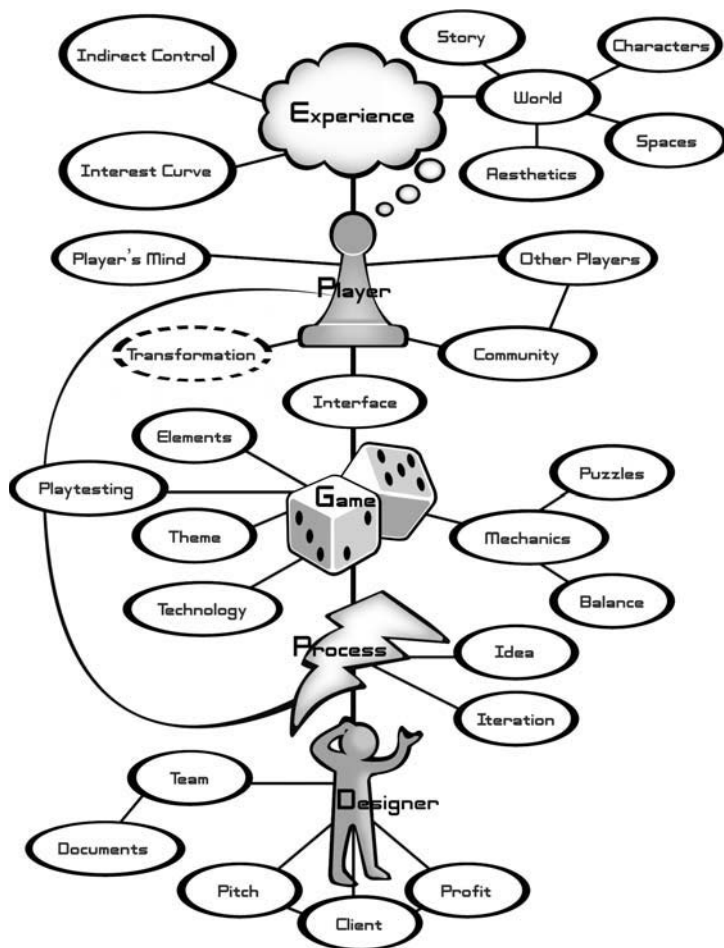 Story
Indirect Control
Characters
World
Experience
Spaces
Interest Curve
Aesthetics
Player's Mind
Other Players
Player
Transformation
Community
Interface
Elements
Puzzles
Playtesting
Game
Theme
Mechanics
Technology
Balance
Process
Idea
Iteration
Team
Designer
Documents
Pitch
Profit
Client